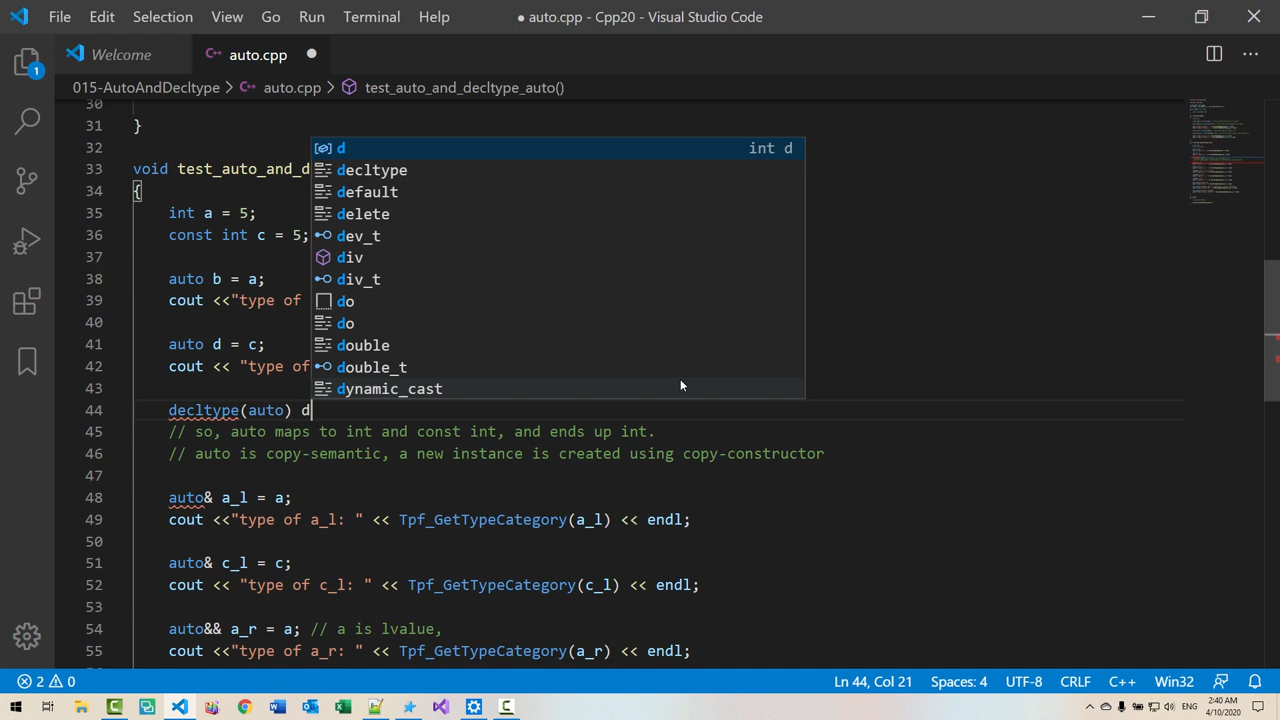 File Edit Selection View Go Run Terminal Help ● auto.cpp - Cpp20 - Visual Studio Code
Welcome auto.cpp ●
015-AutoAndDecltype > auto.cpp > test_auto_and_decltype_auto()
1
30
31 }
32
33 void test_auto_and_d
34 {
35 int a = 5;
36 const int c = 5;
37
38 auto b = a;
39 cout <<"type of
40
41 auto d = c;
42 cout << "type of
43
d int d
decltype
default
delete
dev_t
div
div_t
do
do
double
double_t
dynamic_cast
44 decltype(auto) d
45 // so, auto maps to int and const int, and ends up int.
46 // auto is copy-semantic, a new instance is created using copy-constructor
47
48 auto& a_l = a;
49 cout <<"type of a_l: " << Tpf_GetTypeCategory(a_l) << endl;
50
51 auto& c_l = c;
52 cout << "type of c_l: " << Tpf_GetTypeCategory(c_l) << endl;
53
54 auto&& a_r = a; // a is lvalue,
55 cout <<"type of a_r: " << Tpf_GetTypeCategory(a_r) << endl;
2 0 Ln 44, Col 21 Spaces: 4 UTF-8 CRLF C++ Win32
ENG 2:40 AM
4/10/2020